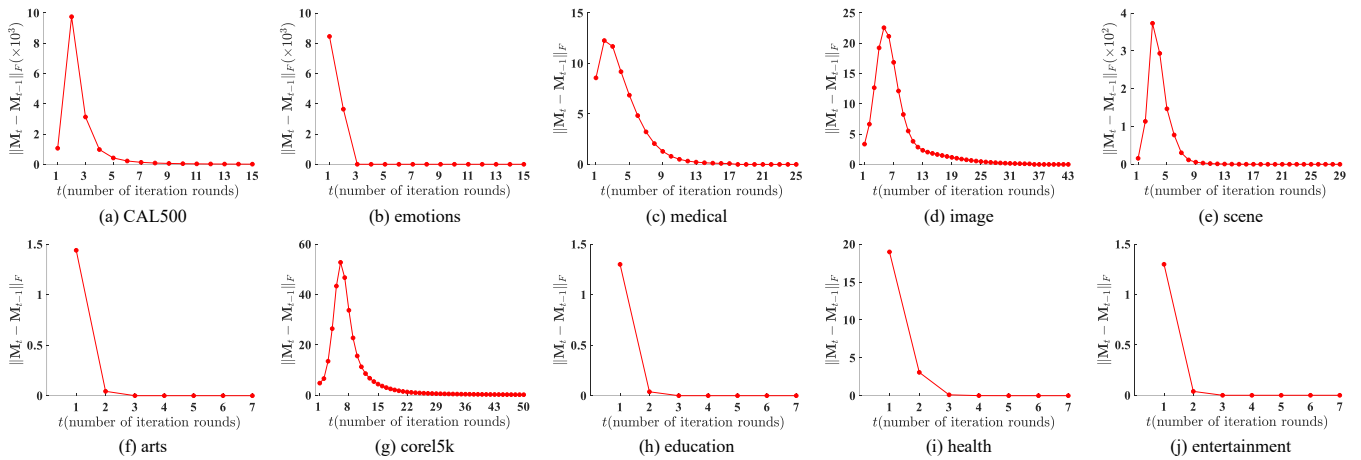 ‖M_t − M_{t−1}‖_F(×10^3)
10
8
6
4
2
0
1 3 5 7 9 11 13 15
t(number of iteration rounds)
(a) CAL500
‖M_t − M_{t−1}‖_F(×10^3)
10
8
6
4
2
0
1 3 5 7 9 11 13 15
t(number of iteration rounds)
(b) emotions
‖M_t − M_{t−1}‖_F
15
10
5
0
1 5 9 13 17 21 25
t(number of iteration rounds)
(c) medical
‖M_t − M_{t−1}‖_F
25
20
15
10
5
0
1 7 13 19 25 31 37 43
t(number of iteration rounds)
(d) image
‖M_t − M_{t−1}‖_F(×10^2)
4
3
2
1
0
1 5 9 13 17 21 25 29
t(number of iteration rounds)
(e) scene
‖M_t − M_{t−1}‖_F
1.5
1
0.5
0
1 2 3 4 5 6 7
t(number of iteration rounds)
(f) arts
‖M_t − M_{t−1}‖_F
60
40
20
0
1 8 15 22 29 36 43 50
t(number of iteration rounds)
(g) corel5k
‖M_t − M_{t−1}‖_F
1.5
1
0.5
0
1 2 3 4 5 6 7
t(number of iteration rounds)
(h) education
‖M_t − M_{t−1}‖_F
20
15
10
5
0
1 2 3 4 5 6 7
t(number of iteration rounds)
(i) health
‖M_t − M_{t−1}‖_F
1.5
1
0.5
0
1 2 3 4 5 6 7
t(number of iteration rounds)
(j) entertainment